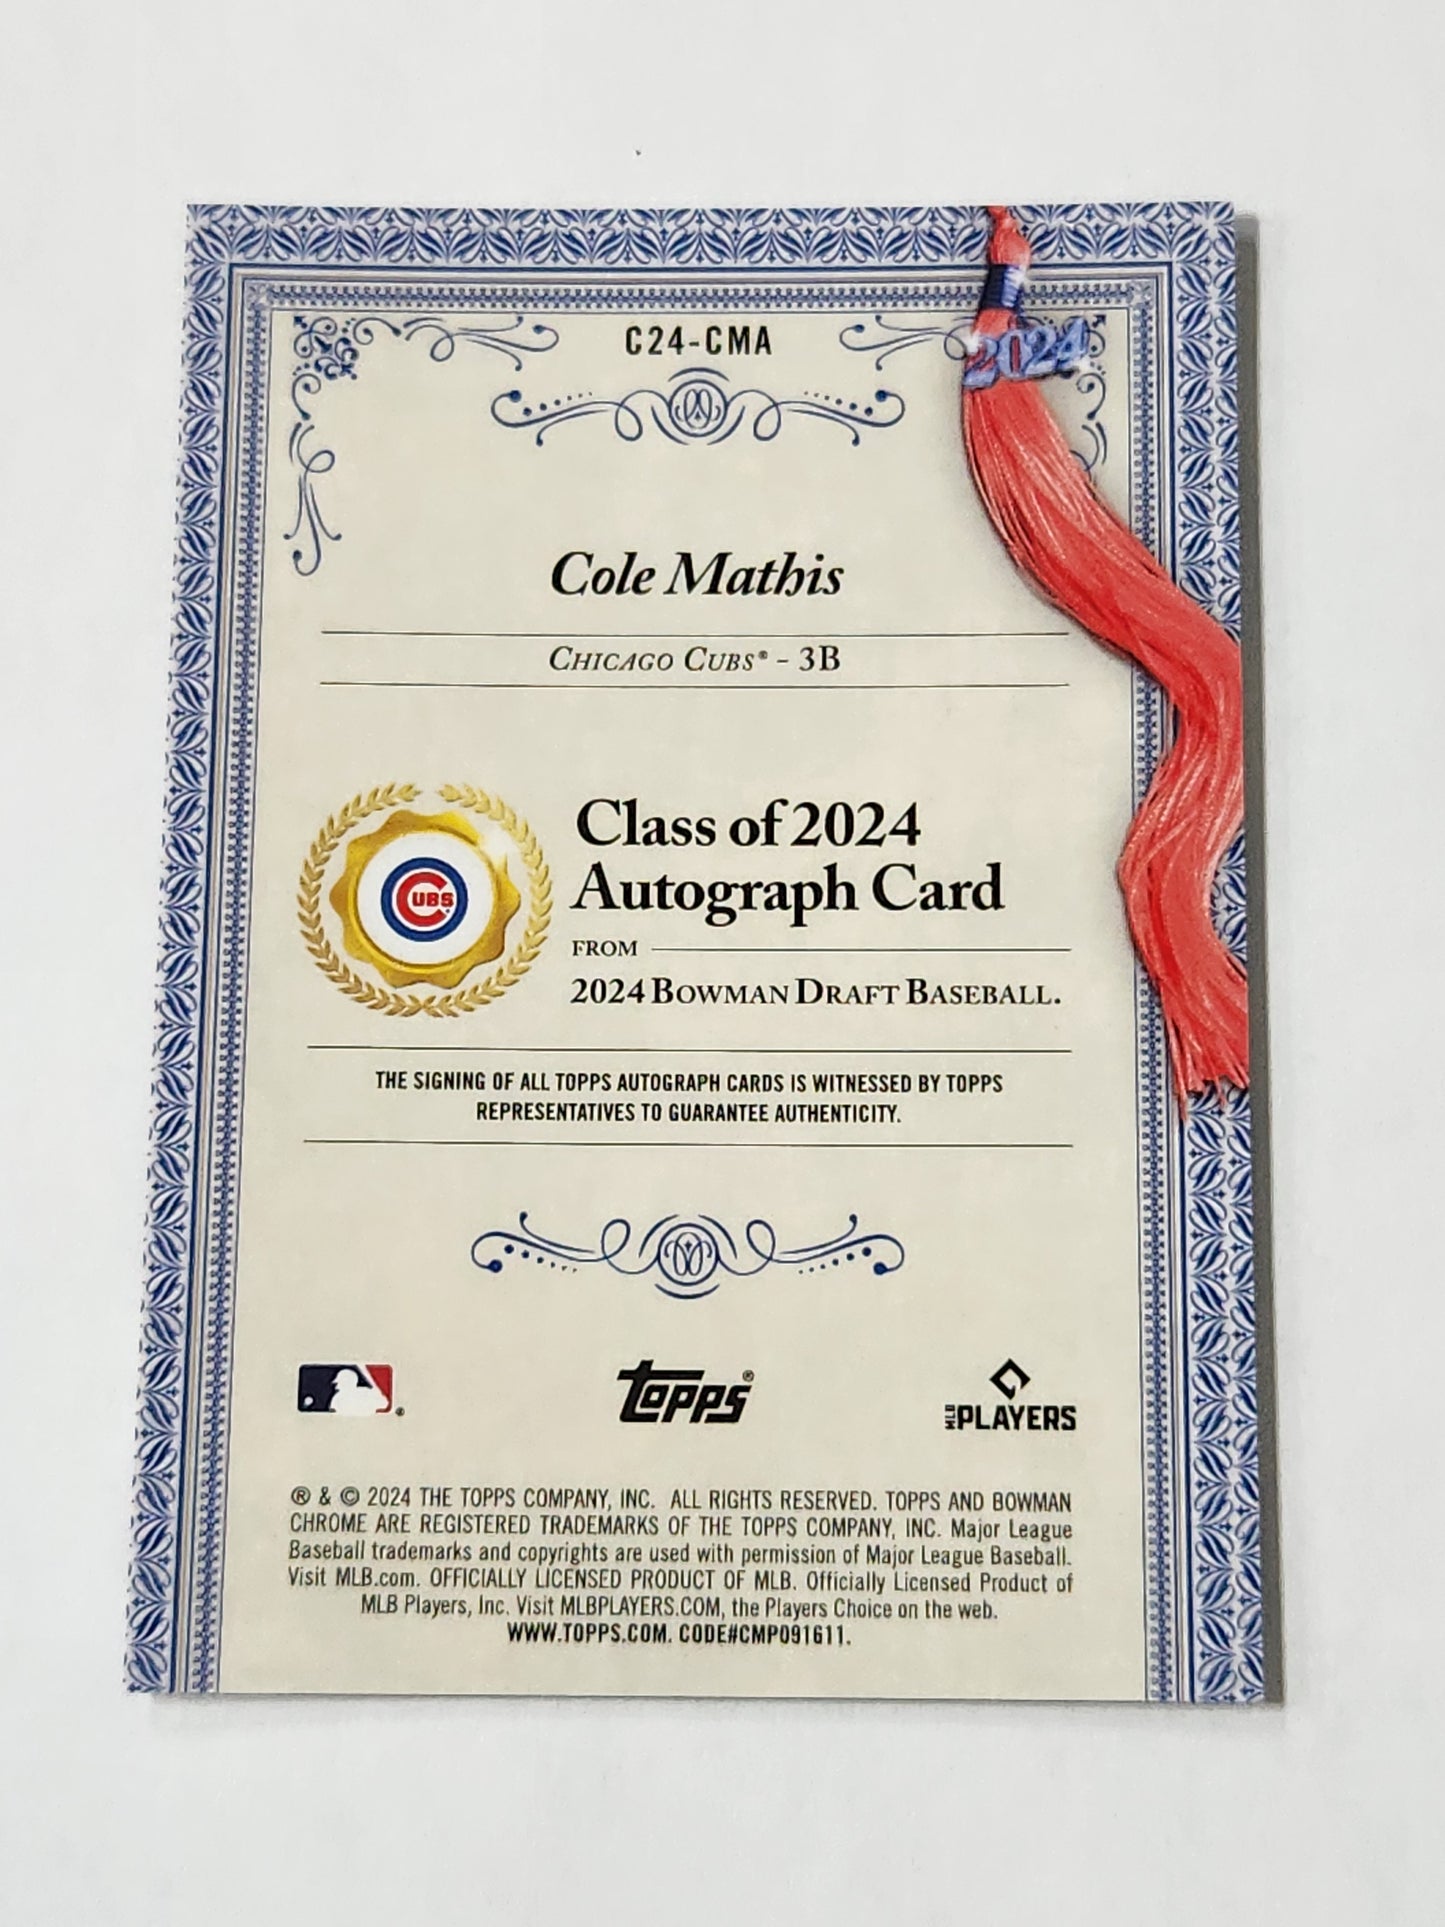 C24-CMA
2024
Cole Mathis
CHICAGO CUBS® - 3B
CUBS
Class of 2024
Autograph Card
FROM
2024 BOWMAN DRAFT BASEBALL.
THE SIGNING OF ALL TOPPS AUTOGRAPH CARDS IS WITNESSED BY TOPPS
REPRESENTATIVES TO GUARANTEE AUTHENTICITY.
topps®
MLB PLAYERS
® & © 2024 THE TOPPS COMPANY, INC. ALL RIGHTS RESERVED. TOPPS AND BOWMAN
CHROME ARE REGISTERED TRADEMARKS OF THE TOPPS COMPANY, INC. Major League
Baseball trademarks and copyrights are used with permission of Major League Baseball.
Visit MLB.com. OFFICIALLY LICENSED PRODUCT OF MLB. Officially Licensed Product of
MLB Players, Inc. Visit MLBPLAYERS.COM, the Players Choice on the web.
WWW.TOPPS.COM. CODE#CMP091611.